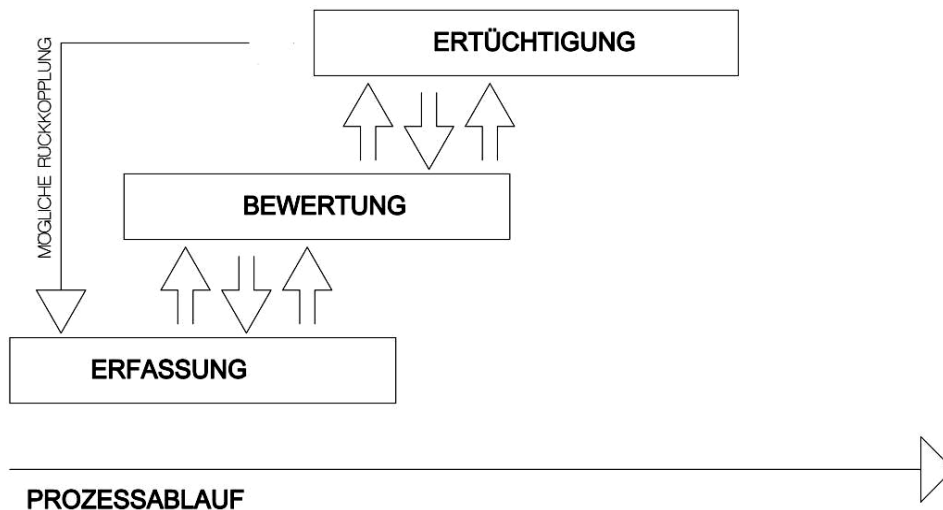 ERTÜCHTIGUNG
MÖGLICHE RÜCKKOPPLUNG
BEWERTUNG
ERFASSUNG
PROZESSABLAUF